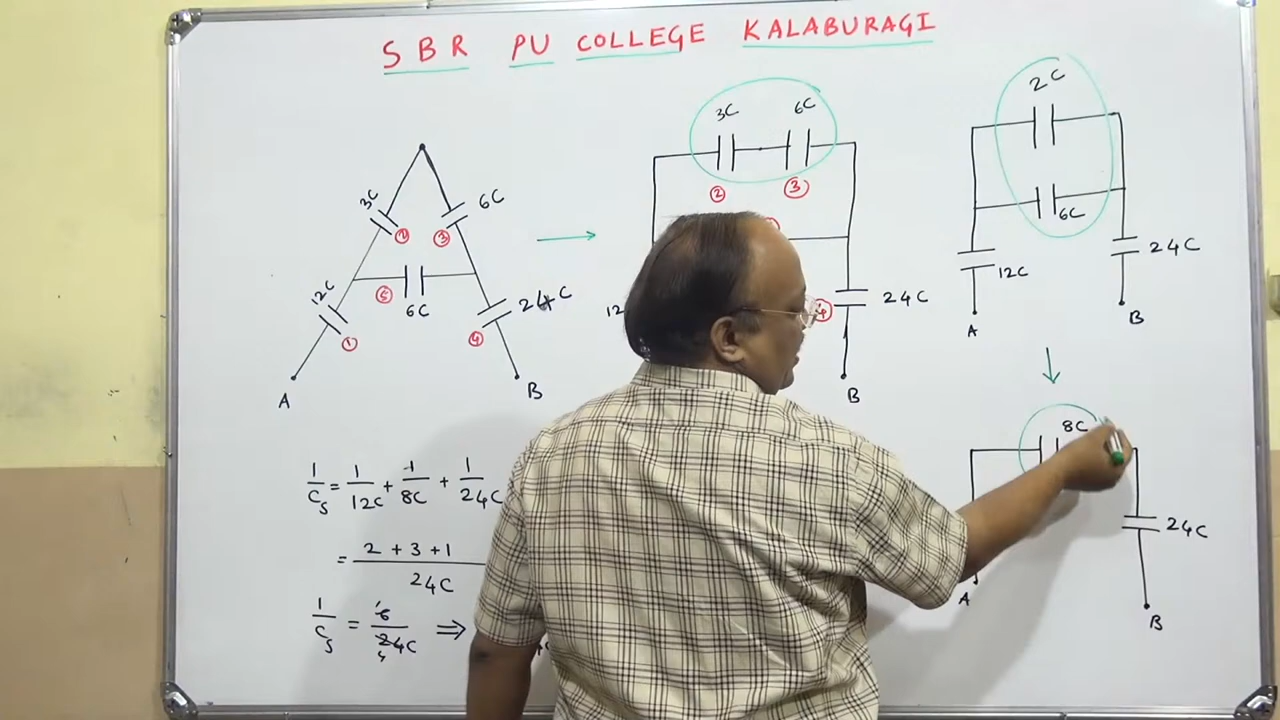 SBR PU COLLEGE KALABURAGI
3C
6C
②
③
12C
⑤
6C
24C
①
④
A
B
3C
6C
②
③
12
④
24C
B
2C
6C
12C
24C
A
B
8C
24C
A
B
1/Cs = 1/12C + 1/8C + 1/24C
= 2 + 3 + 1 / 24C
1/Cs = 6/24C ⇒